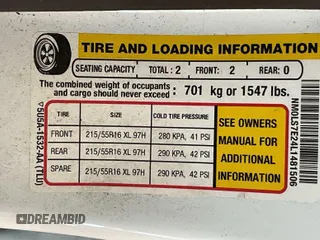 TIRE AND LOADING INFORMATION
SEATING CAPACITY TOTAL: 2 FRONT: 2 REAR: 0
The combined weight of occupants
and cargo should never exceed : 701 kg or 1547 lbs.
TIRE SIZE COLD TIRE PRESSURE
FRONT 215/55R16 XL 97H 280 KPA, 41 PSI
REAR 215/55R16 XL 97H 290 KPA, 42 PSI
SPARE 215/55R16 XL 97H 290 KPA, 42 PSI
SEE OWNERS
MANUAL FOR
ADDITIONAL
INFORMATION
5U5A-1532-AA (TLU)
NM0LS7E24L1481506
DREAMBID